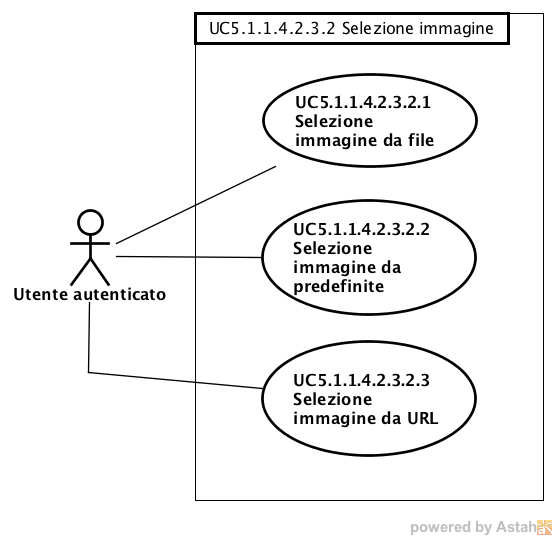 UC5.1.1.4.2.3.2 Selezione immagine
UC5.1.1.4.2.3.2.1
Selezione
immagine da file
UC5.1.1.4.2.3.2.2
Selezione
immagine da
predefinite
Utente autenticato
UC5.1.1.4.2.3.2.3
Selezione
immagine da URL
powered by Astah